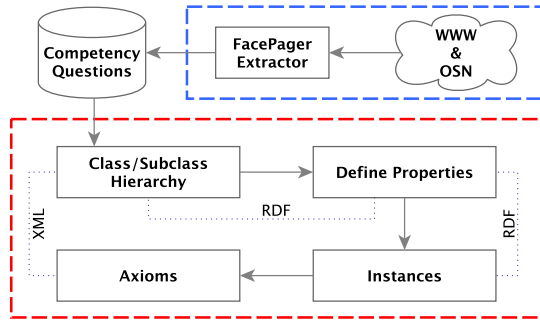 Competency
Questions
FacePager
Extractor
WWW
&
OSN
Class/Subclass
Hierarchy
Define Properties
RDF
XML
RDF
Axioms
Instances